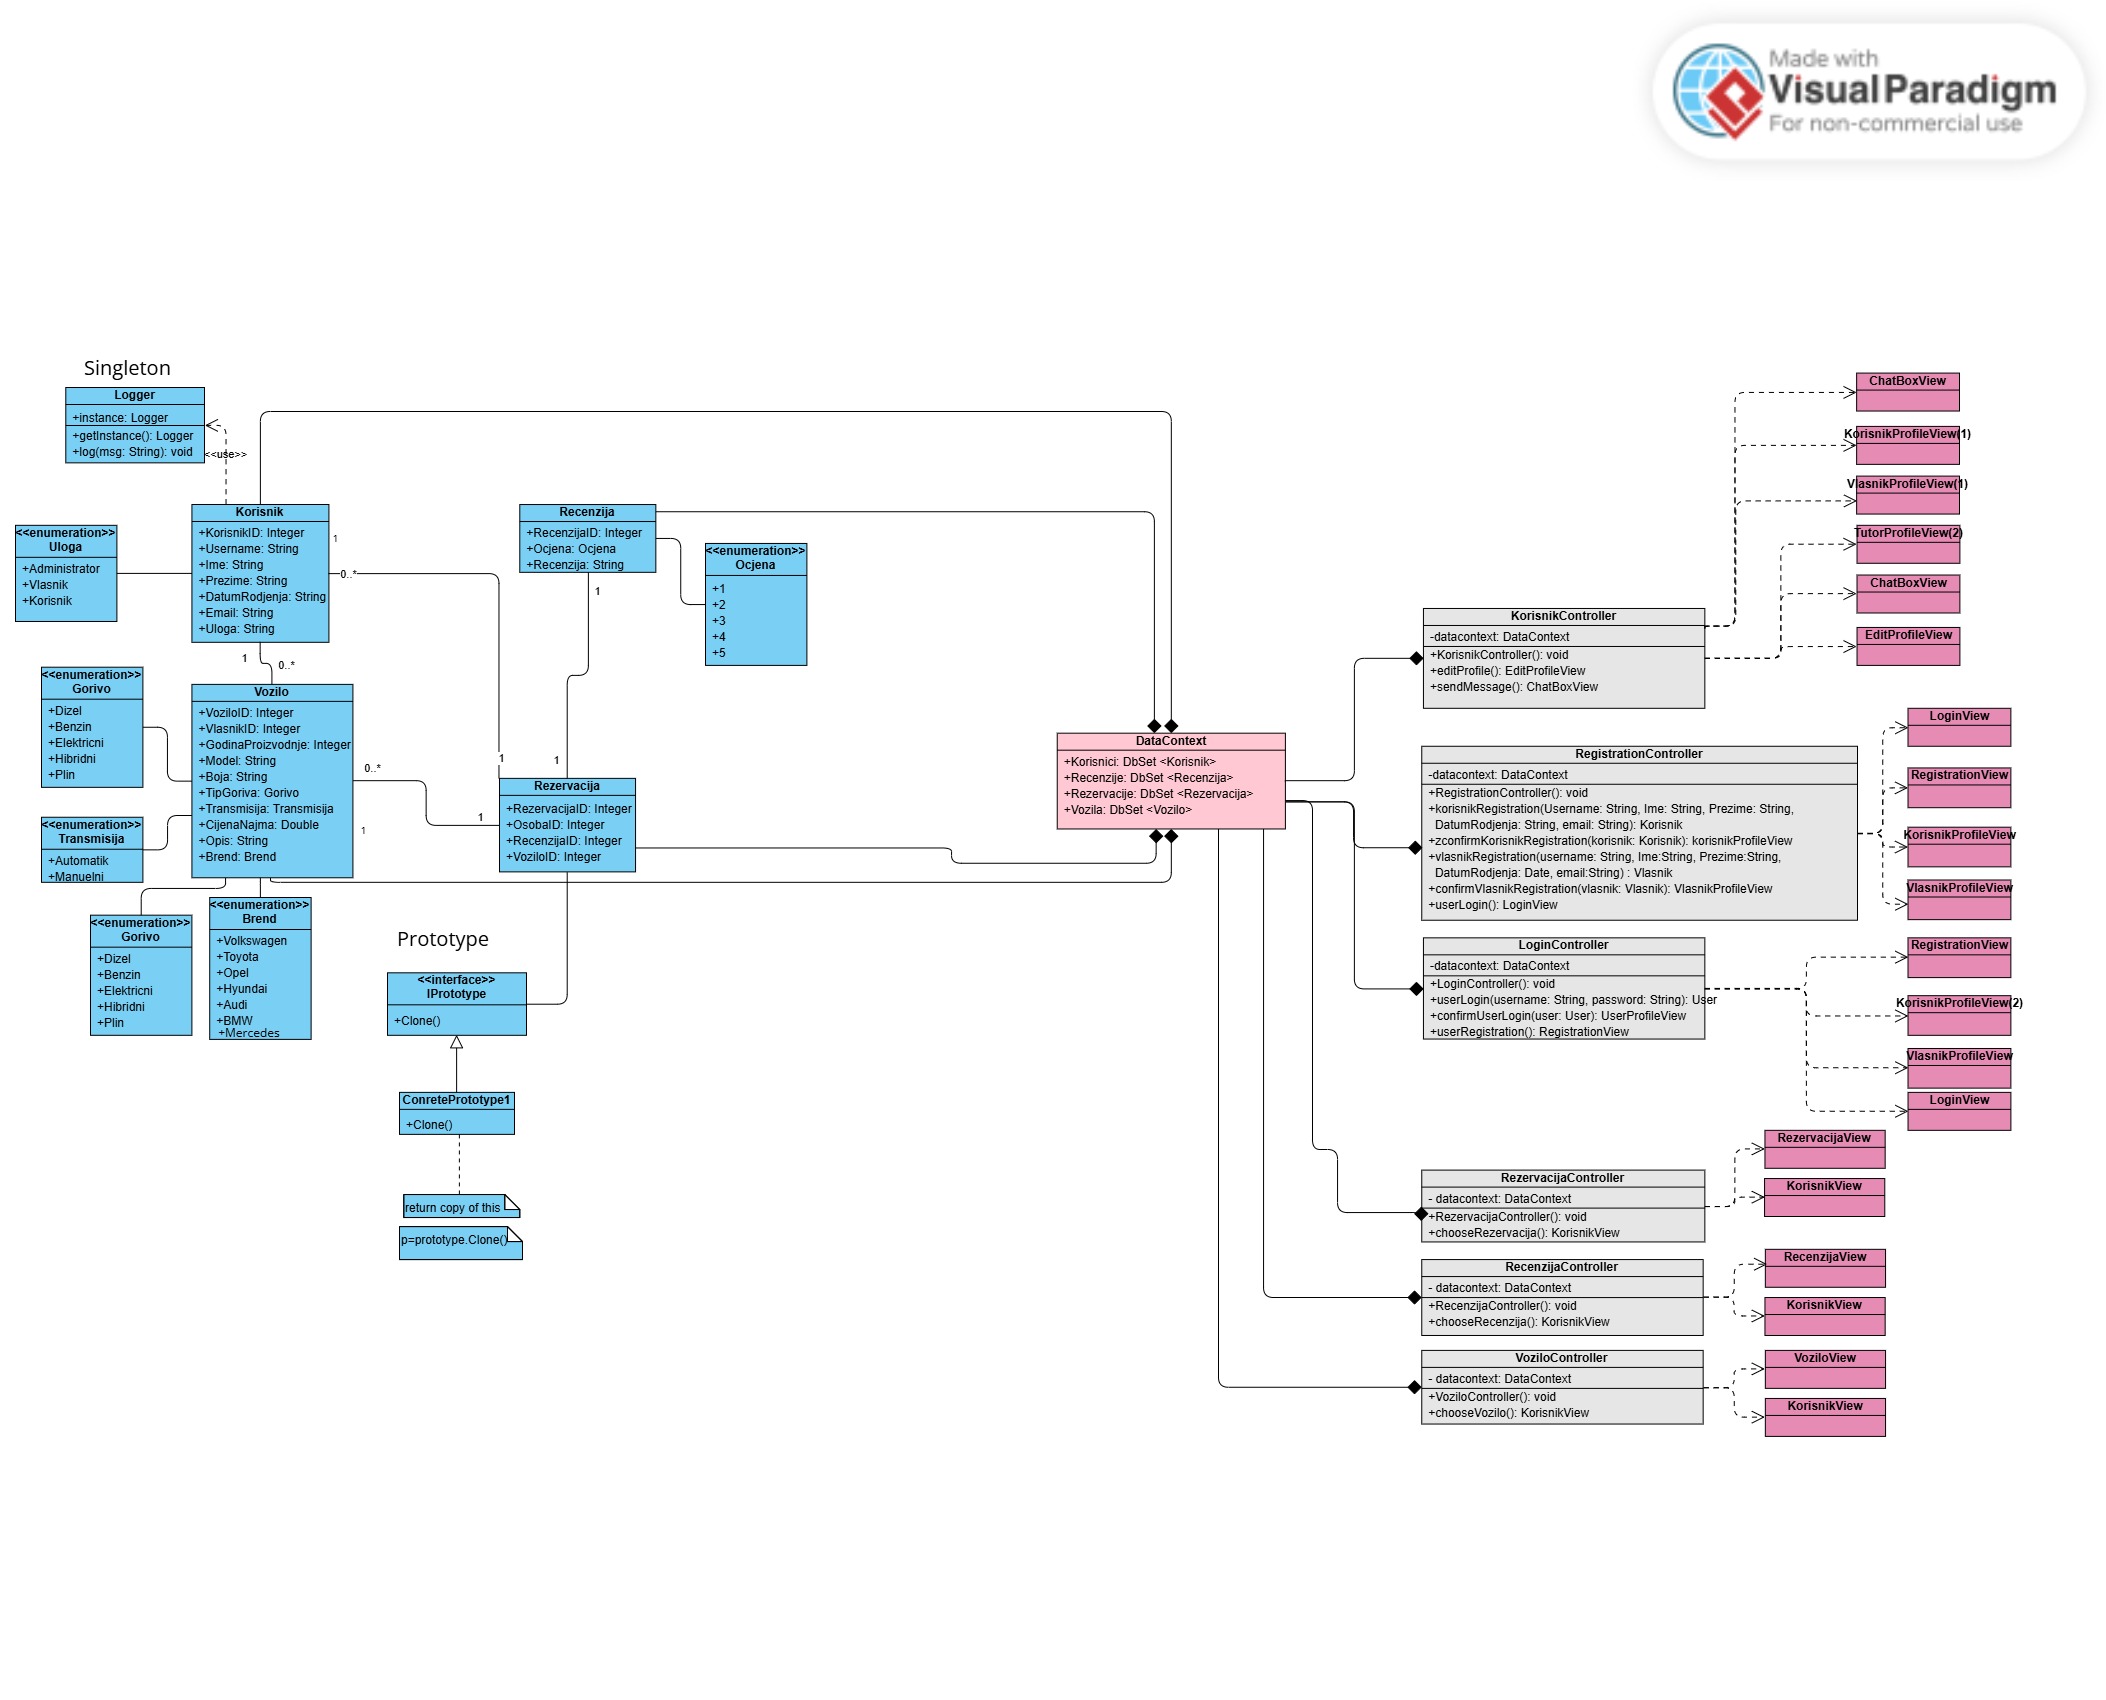 Made with
Visual Paradigm
For non-commercial use
Singleton
Logger
+instance: Logger
+getInstance(): Logger
+log(msg: String): void
<<use>>
Korisnik
+KorisnikID: Integer
+Username: String
+Ime: String
+Prezime: String
+DatumRodjenja: String
+Email: String
+Uloga: String
1
0..*
1
0..*
<<enumeration>>
Uloga
+Administrator
+Vlasnik
+Korisnik
Recenzija
+RecenzijaID: Integer
+Ocjena: Ocjena
+Recenzija: String
1
<<enumeration>>
Ocjena
+1
+2
+3
+4
+5
<<enumeration>>
Gorivo
+Dizel
+Benzin
+Elektricni
+Hibridni
+Plin
Vozilo
+VoziloID: Integer
+VlasnikID: Integer
+GodinaProizvodnje: Integer
+Model: String
+Boja: String
+TipGoriva: Gorivo
+Transmisija: Transmisija
+CijenaNajma: Double
+Opis: String
+Brend: Brend
0..*
1
1
1
1
Rezervacija
+RezervacijaID: Integer
+OsobaID: Integer
+RecenzijaID: Integer
+VoziloID: Integer
<<enumeration>>
Transmisija
+Automatik
+Manuelni
<<enumeration>>
Gorivo
+Dizel
+Benzin
+Elektricni
+Hibridni
+Plin
<<enumeration>>
Brend
+Volkswagen
+Toyota
+Opel
+Hyundai
+Audi
+BMW
+Mercedes
Prototype
<<interface>>
IPrototype
+Clone()
ConretePrototype1
+Clone()
return copy of this
p=prototype.Clone()
DataContext
+Korisnici: DbSet <Korisnik>
+Recenzije: DbSet <Recenzija>
+Rezervacije: DbSet <Rezervacija>
+Vozila: DbSet <Vozilo>
KorisnikController
-datacontext: DataContext
+KorisnikController(): void
+editProfile(): EditProfileView
+sendMessage(): ChatBoxView
ChatBoxView
KorisnikProfileView(1)
VlasnikProfileView(1)
TutorProfileView(2)
ChatBoxView
EditProfileView
RegistrationController
-datacontext: DataContext
+RegistrationController(): void
+korisnikRegistration(Username: String, Ime: String, Prezime: String,
DatumRodjenja: String, email: String): Korisnik
+zconfirmKorisnikRegistration(korisnik: Korisnik): korisnikProfileView
+vlasnikRegistration(username: String, Ime:String, Prezime:String,
DatumRodjenja: Date, email:String) : Vlasnik
+confirmVlasnikRegistration(vlasnik: Vlasnik): VlasnikProfileView
+userLogin(): LoginView
LoginView
RegistrationView
KorisnikProfileView
VlasnikProfileView
LoginController
-datacontext: DataContext
+LoginController(): void
+userLogin(username: String, password: String): User
+confirmUserLogin(user: User): UserProfileView
+userRegistration(): RegistrationView
RegistrationView
KorisnikProfileView(2)
VlasnikProfileView
LoginView
RezervacijaController
- datacontext: DataContext
+RezervacijaController(): void
+chooseRezervacija(): KorisnikView
RezervacijaView
KorisnikView
RecenzijaController
- datacontext: DataContext
+RecenzijaController(): void
+chooseRecenzija(): KorisnikView
RecenzijaView
KorisnikView
VoziloController
- datacontext: DataContext
+VoziloController(): void
+chooseVozilo(): KorisnikView
VoziloView
KorisnikView